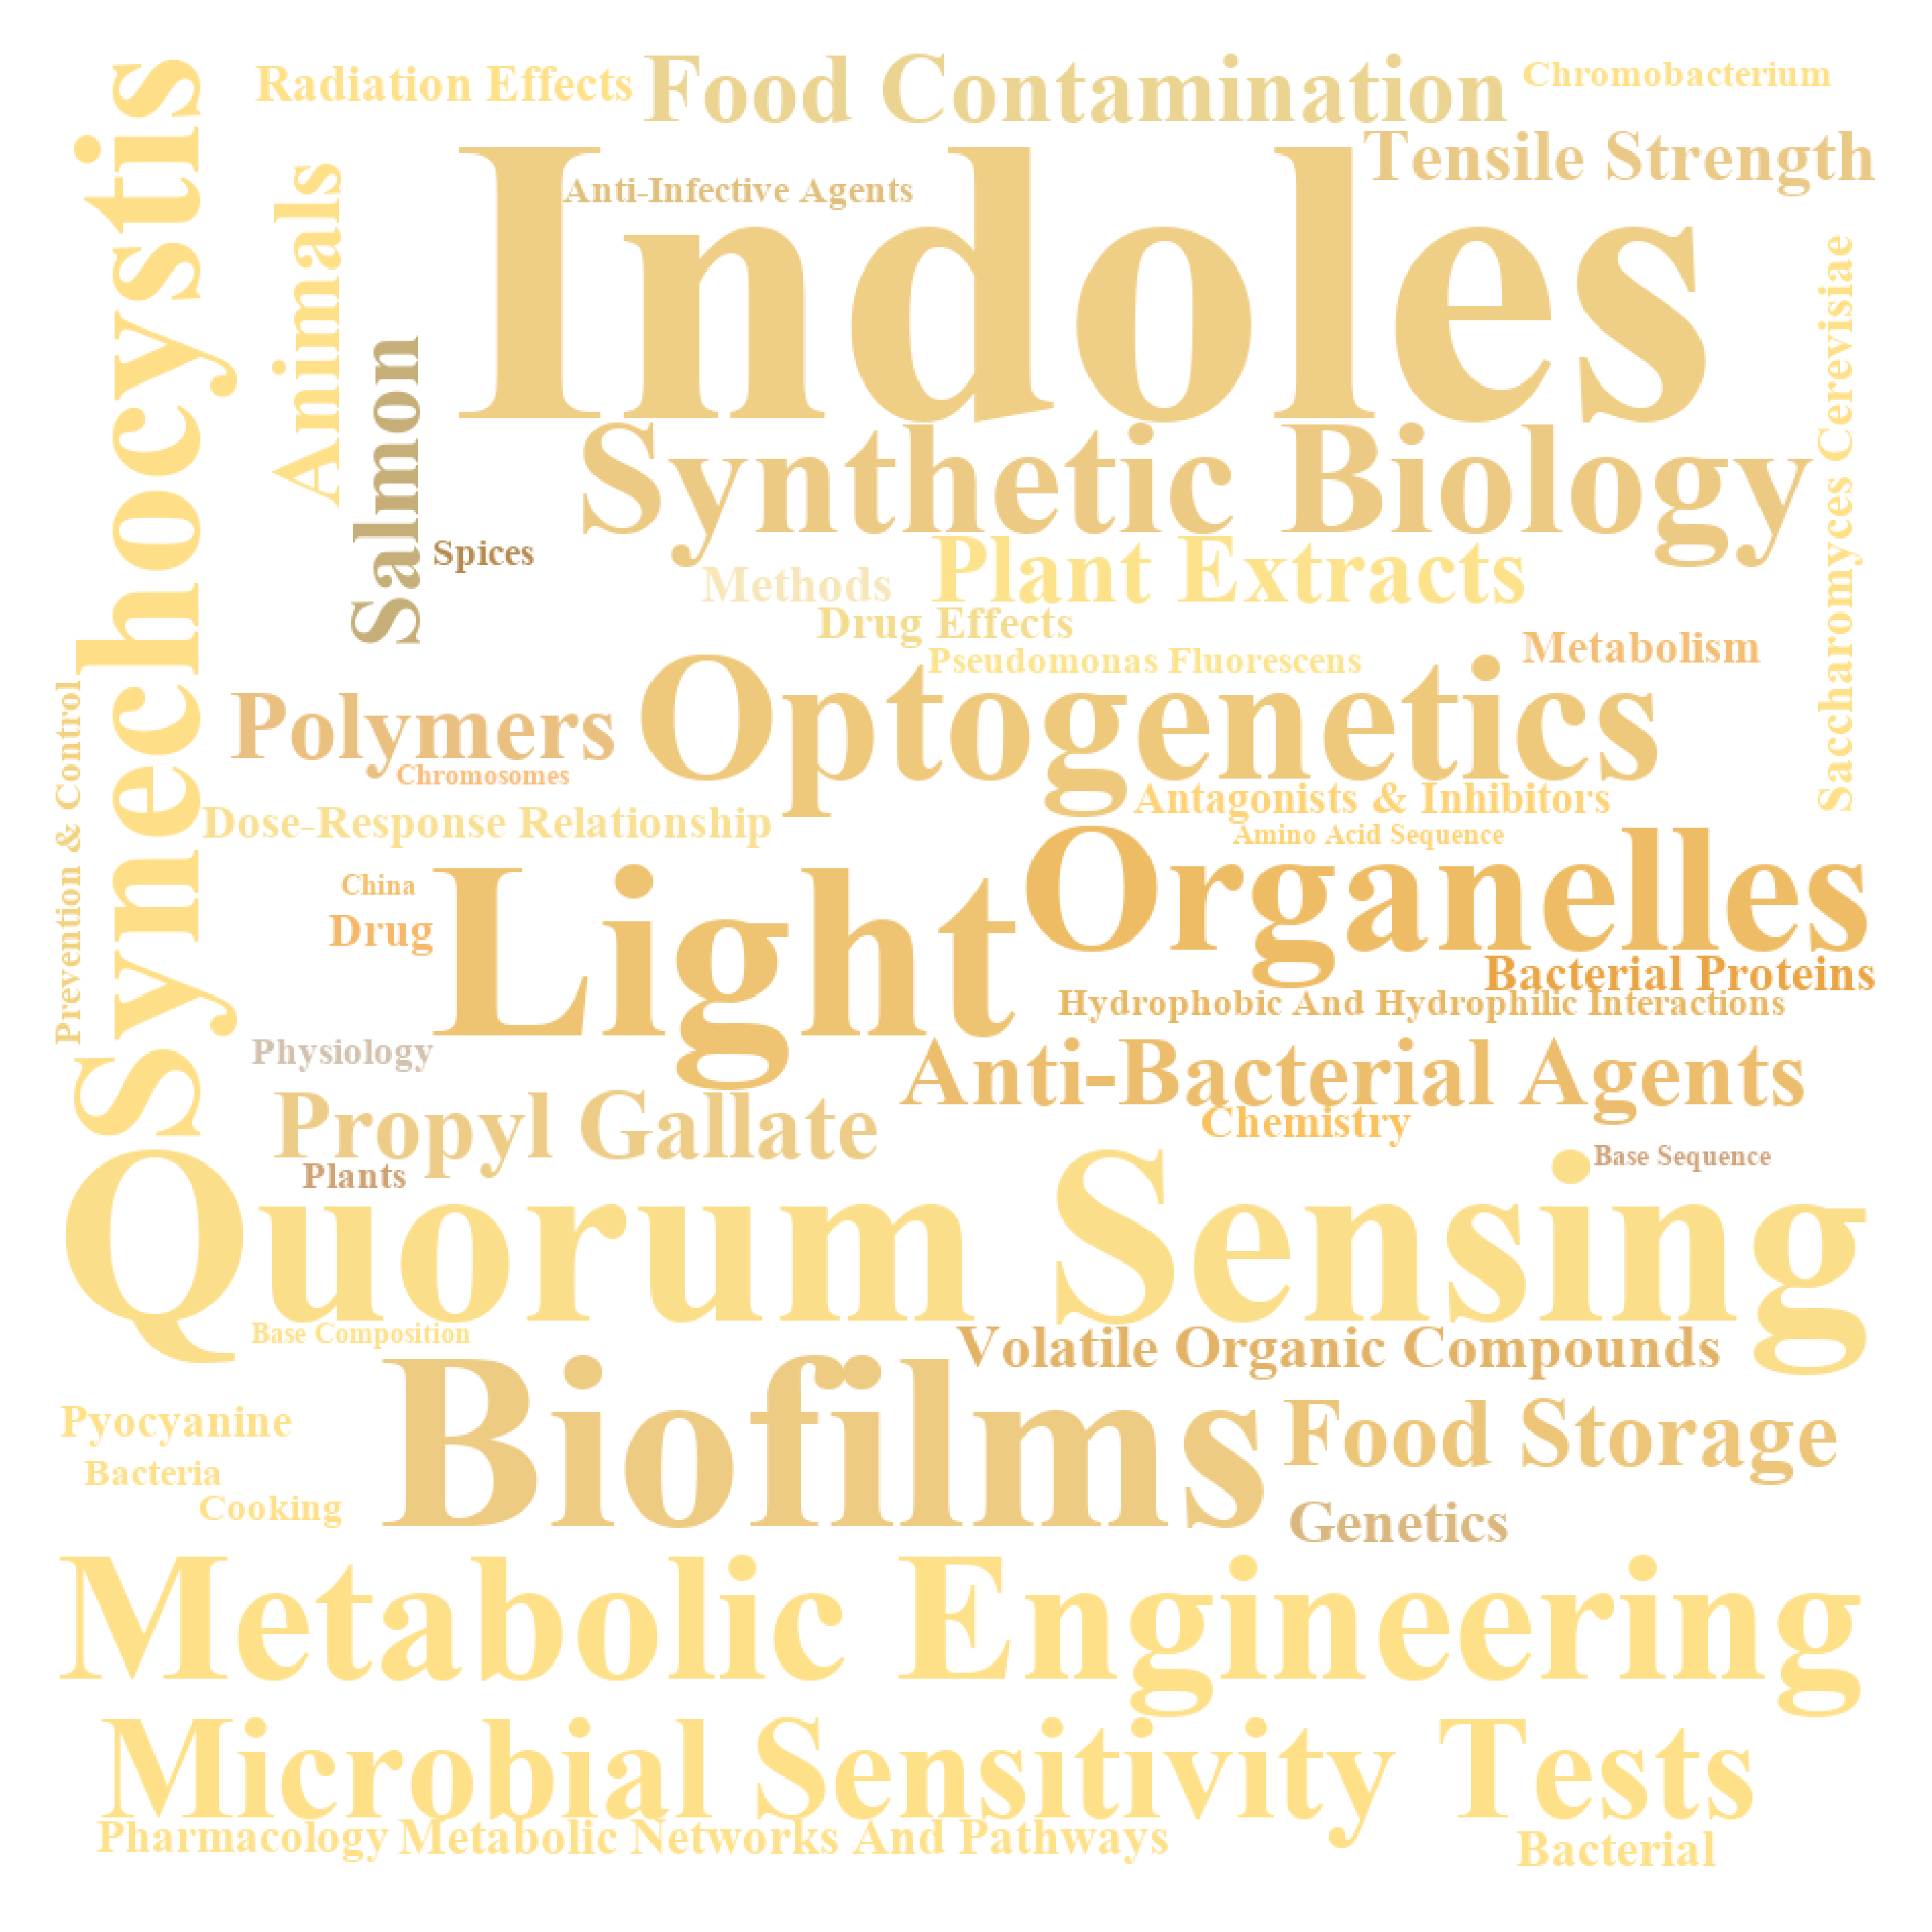 Radiation Effects
Food Contamination
Chromobacterium
Tensile Strength
Synechocystis
Animals
Indoles
Anti-Infective Agents
Saccharomyces Cerevisiae
Salmon
Synthetic Biology
Spices
Methods
Plant Extracts
Drug Effects
Metabolism
Pseudomonas Fluorescens
Prevention & Control
Polymers
Optogenetics
Chromosomes
Antagonists & Inhibitors
Dose-Response Relationship
Amino Acid Sequence
China
Light
Organelles
Drug
Bacterial Proteins
Hydrophobic And Hydrophilic Interactions
Physiology
Anti-Bacterial Agents
Propyl Gallate
Chemistry
Base Sequence
Plants
Quorum Sensing
Base Composition
Volatile Organic Compounds
Pyocyanine
Biofilms
Food Storage
Bacteria
Cooking
Genetics
Metabolic Engineering
Microbial Sensitivity Tests
Pharmacology
Metabolic Networks And Pathways
Bacterial